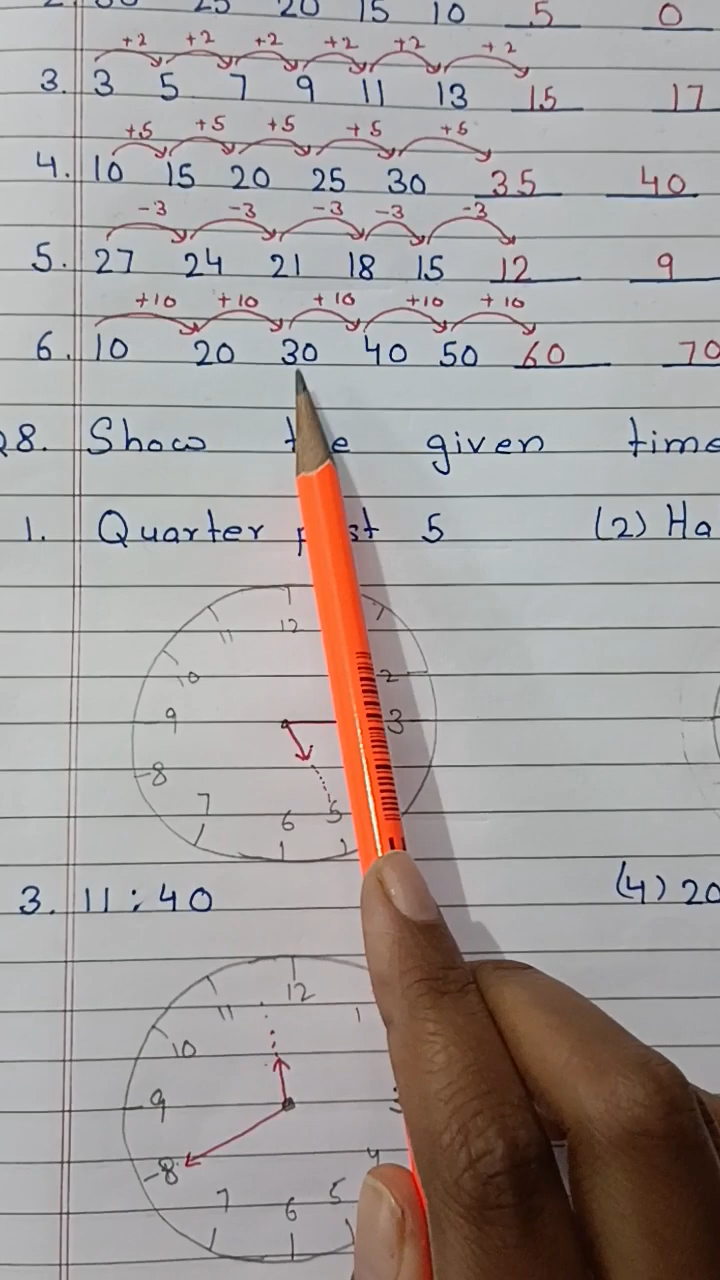 25 20 15 10 5 0
+2 +2 +2 +2 +2 +2
3. 3 5 7 9 11 13 15 17
+5 +5 +5 +5 +5
4. 10 15 20 25 30 35 40
-3 -3 -3 -3 -3
5. 27 24 21 18 15 12 9
+10 +10 +10 +10 +10
6. 10 20 30 40 50 60 70
8. Show the given time
1. Quarter st 5 (2) Ha
12
11 1
10 2
9 3
8
7 6 5
3. 11:40 (4) 20
12
11 1
10
9
8 4
7 6 5